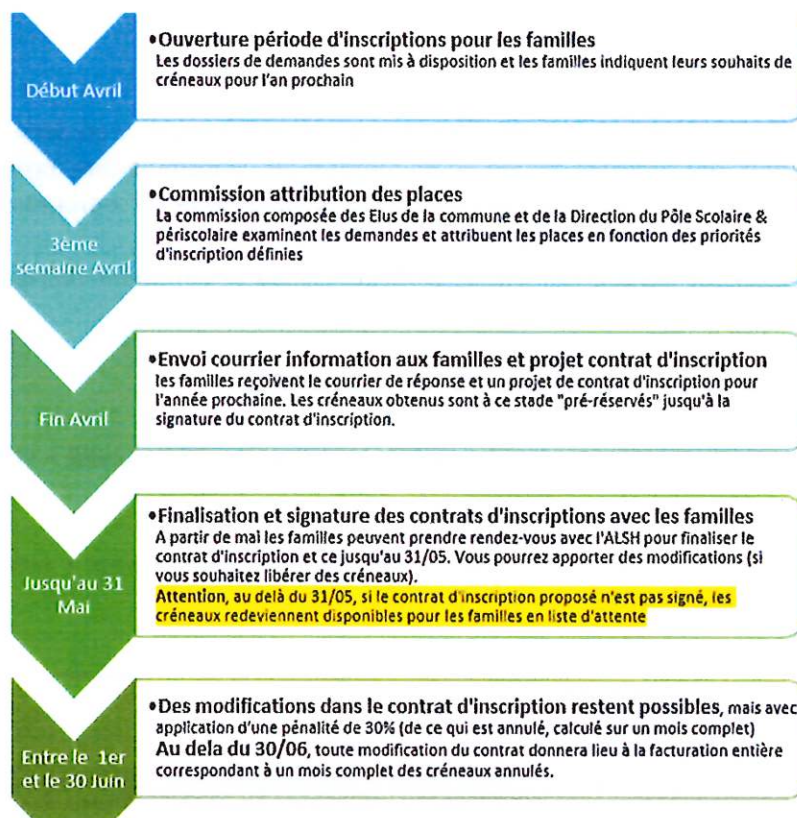 Début Avril
•Ouverture période d'inscriptions pour les familles
Les dossiers de demandes sont mis à disposition et les familles indiquent leurs souhaits de
créneaux pour l'an prochain
3ème
semaine Avril
•Commission attribution des places
La commission composée des Elus de la commune et de la Direction du Pôle Scolaire &
périscolaire examinent les demandes et attribuent les places en fonction des priorités
d'inscription définies
Fin Avril
•Envoi courrier information aux familles et projet contrat d'inscription
les familles reçoivent le courrier de réponse et un projet de contrat d'inscription pour
l'année prochaine. Les créneaux obtenus sont à ce stade "pré-réservés" jusqu'à la
signature du contrat d'inscription.
Jusqu'au 31
Mai
•Finalisation et signature des contrats d'inscriptions avec les familles
A partir de mai les familles peuvent prendre rendez-vous avec l'ALSH pour finaliser le
contrat d'inscription et ce jusqu'au 31/05. Vous pourrez apporter des modifications (si
vous souhaitez libérer des créneaux).
Attention, au delà du 31/05, si le contrat d'inscription proposé n'est pas signé, les
créneaux redeviennent disponibles pour les familles en liste d'attente
Entre le 1er
et le 30 Juin
•Des modifications dans le contrat d'inscription restent possibles, mais avec
application d'une pénalité de 30% (de ce qui est annulé, calculé sur un mois complet)
Au dela du 30/06, toute modification du contrat donnera lieu à la facturation entière
correspondant à un mois complet des créneaux annulés.